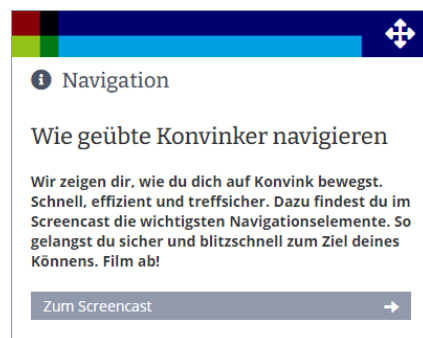 Navigation
Wie geübte Konvinker navigieren
Wir zeigen dir, wie du dich auf Konvink bewegst.
Schnell, effizient und treffsicher. Dazu findest du im
Screencast die wichtigsten Navigationselemente. So
gelangst du sicher und blitzschnell zum Ziel deines
Könnens. Film ab!
Zum Screencast